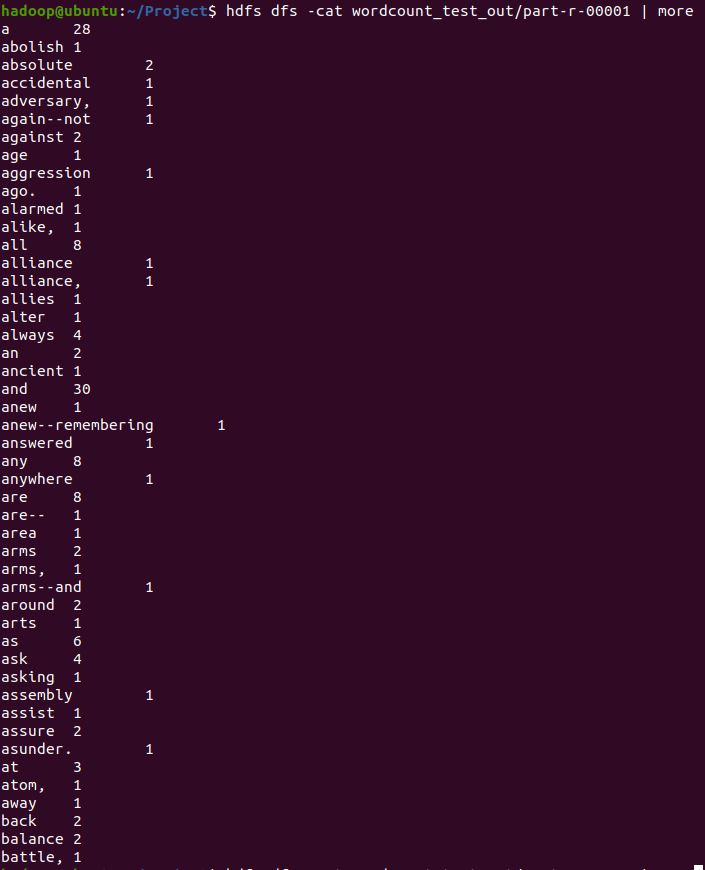 hadoop@ubuntu:~/Project$ hdfs dfs -cat wordcount_test_out/part-r-00001 | more
a 28
abolish 1
absolute 2
accidental 1
adversary, 1
again--not 1
against 2
age 1
aggression 1
ago. 1
alarmed 1
alike, 1
all 8
alliance 1
alliance, 1
allies 1
alter 1
always 4
an 2
ancient 1
and 30
anew 1
anew--remembering 1
answered 1
any 8
anywhere 1
are 8
are-- 1
area 1
arms 2
arms, 1
arms--and 1
around 2
arts 1
as 6
ask 4
asking 1
assembly 1
assist 1
assure 2
asunder. 1
at 3
atom, 1
away 1
back 2
balance 2
battle, 1